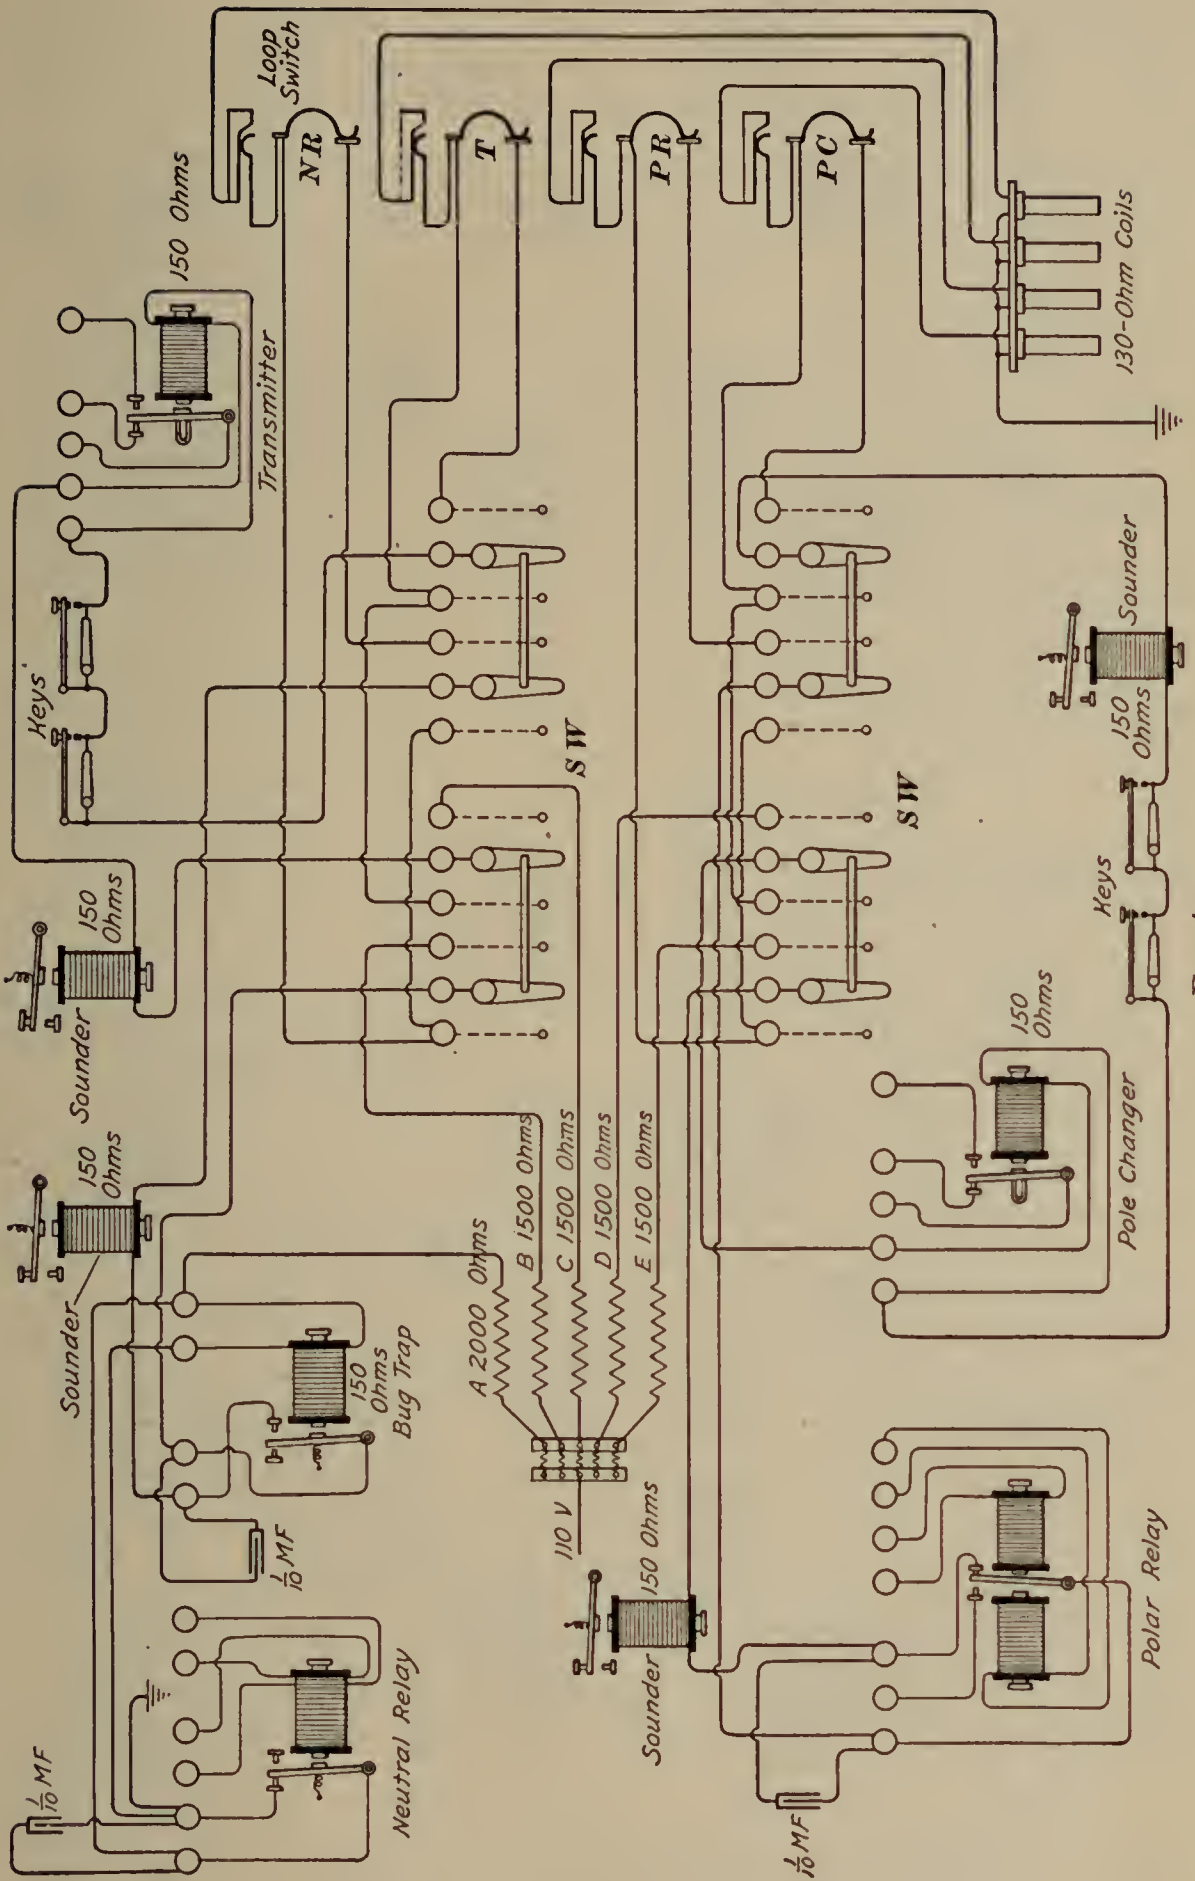 Loop
Switch
NR
T
PR
PC
150 Ohms
Transmitter
Keys
130-Ohm Coils
150
Ohms
Sounder
SW
SW
150
Ohms
Sounder
A 2000 Ohms
B 1500 Ohms
C 1500 Ohms
D 1500 Ohms
E 1500 Ohms
110 V
150
Ohms
Bug Trap
1/10 MF
1/10 MF
Neutral Relay
Sounder
150 Ohms
1/10 MF
Polar Relay
150
Ohms
Pole Changer
Keys
150
Ohms
Sounder